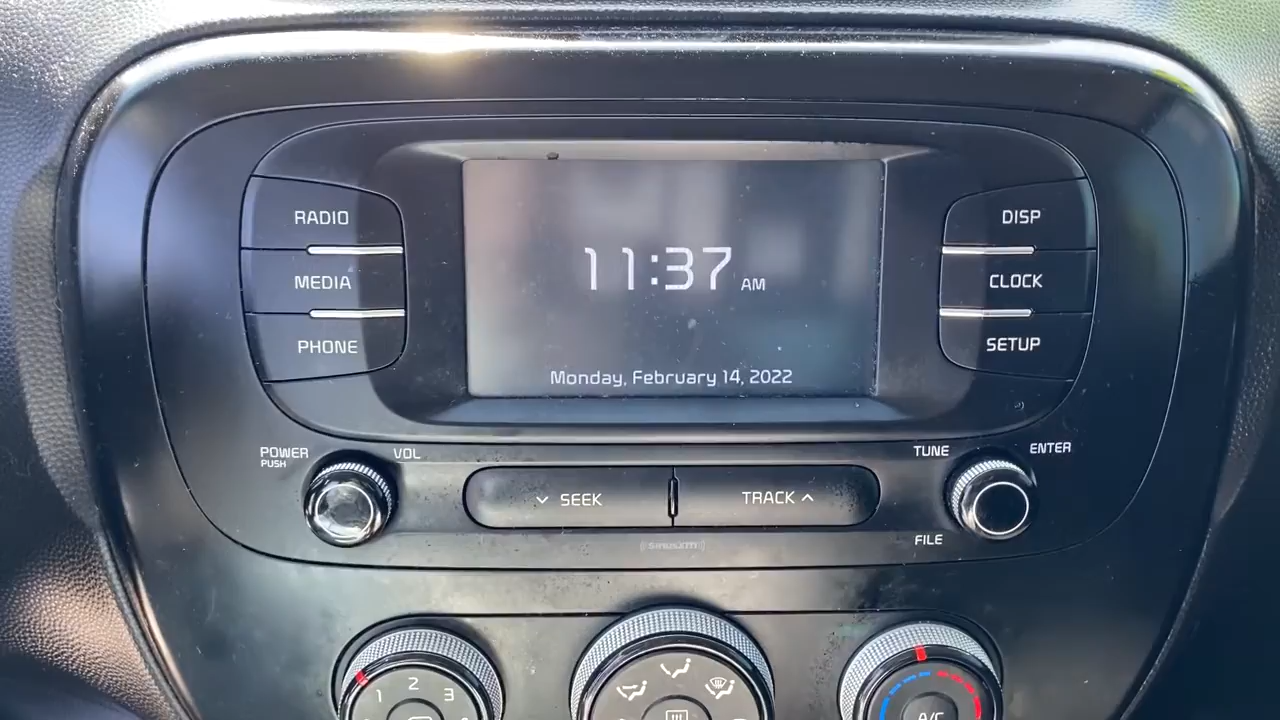 RADIO
MEDIA
PHONE
11:37 AM
Monday, February 14, 2022
DISP
CLOCK
SETUP
POWER
PUSH
VOL
SEEK
TRACK
TUNE
ENTER
FILE
SiriusXM
1 2 3
A/C